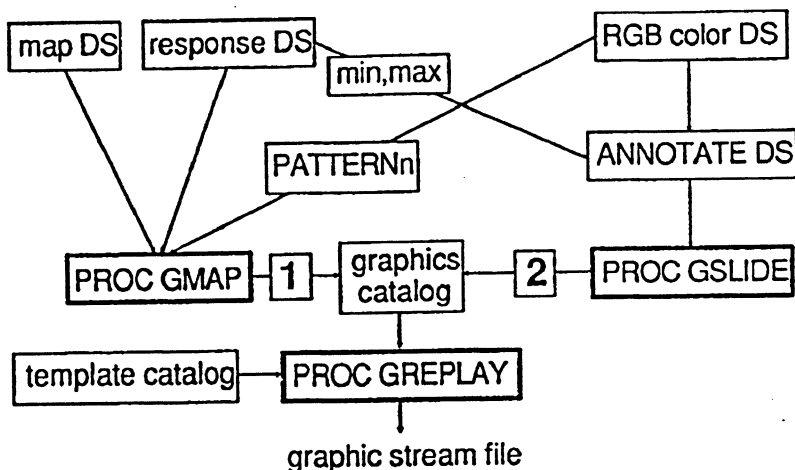 map DS
response DS
min,max
RGB color DS
PATTERNn
ANNOTATE DS
PROC GMAP
1
graphics
catalog
2
PROC GSLIDE
template catalog
PROC GREPLAY
graphic stream file